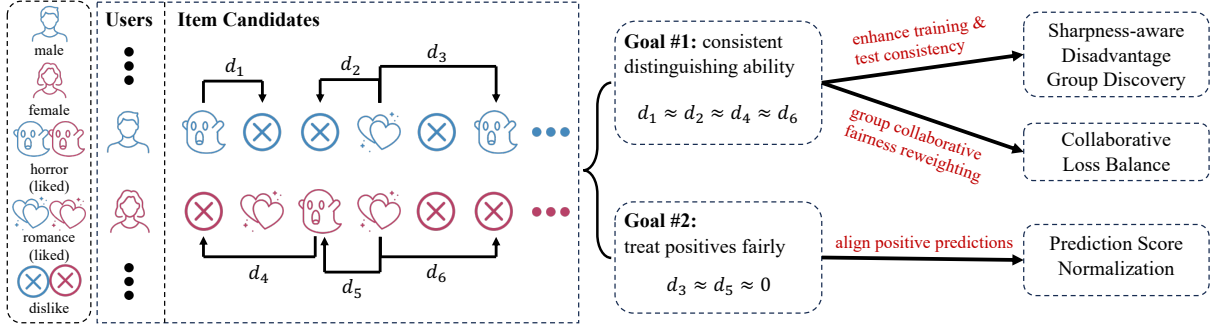 male
female
horror
(liked)
romance
(liked)
dislike
Users
Item Candidates
d₁
d₂
d₃
d₄
d₅
d₆
Goal #1: consistent
distinguishing ability
d₁ ≈ d₂ ≈ d₄ ≈ d₆
Goal #2:
treat positives fairly
d₃ ≈ d₅ ≈ 0
enhance training &
test consistency
group collaborative
fairness reweighting
align positive predictions
Sharpness-aware
Disadvantage
Group Discovery
Collaborative
Loss Balance
Prediction Score
Normalization